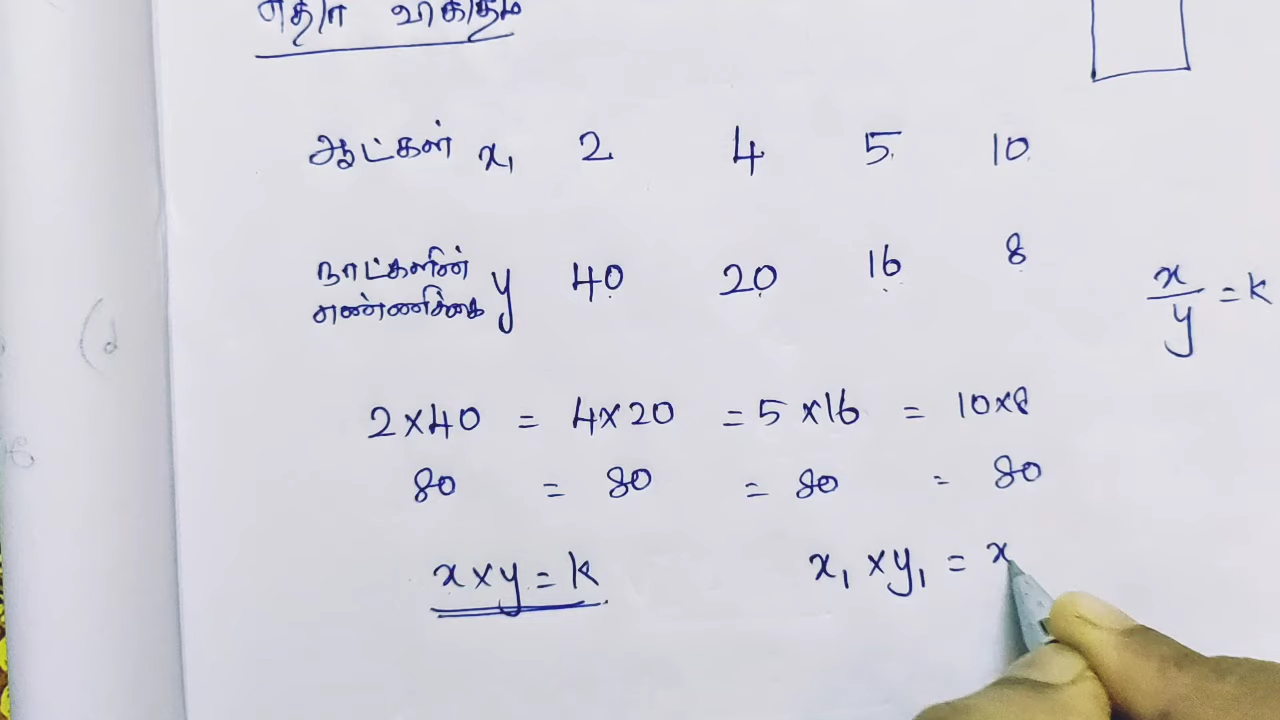 எதிர் விகிதம்
ஆட்கள் x₁ 2 4 5 10
நாட்களின் எண்ணிக்கை y 40 20 16 8
x/y = k
2×40 = 4×20 = 5×16 = 10×8
80 = 80 = 80 = 80
x×y = k
x₁×y₁ = x